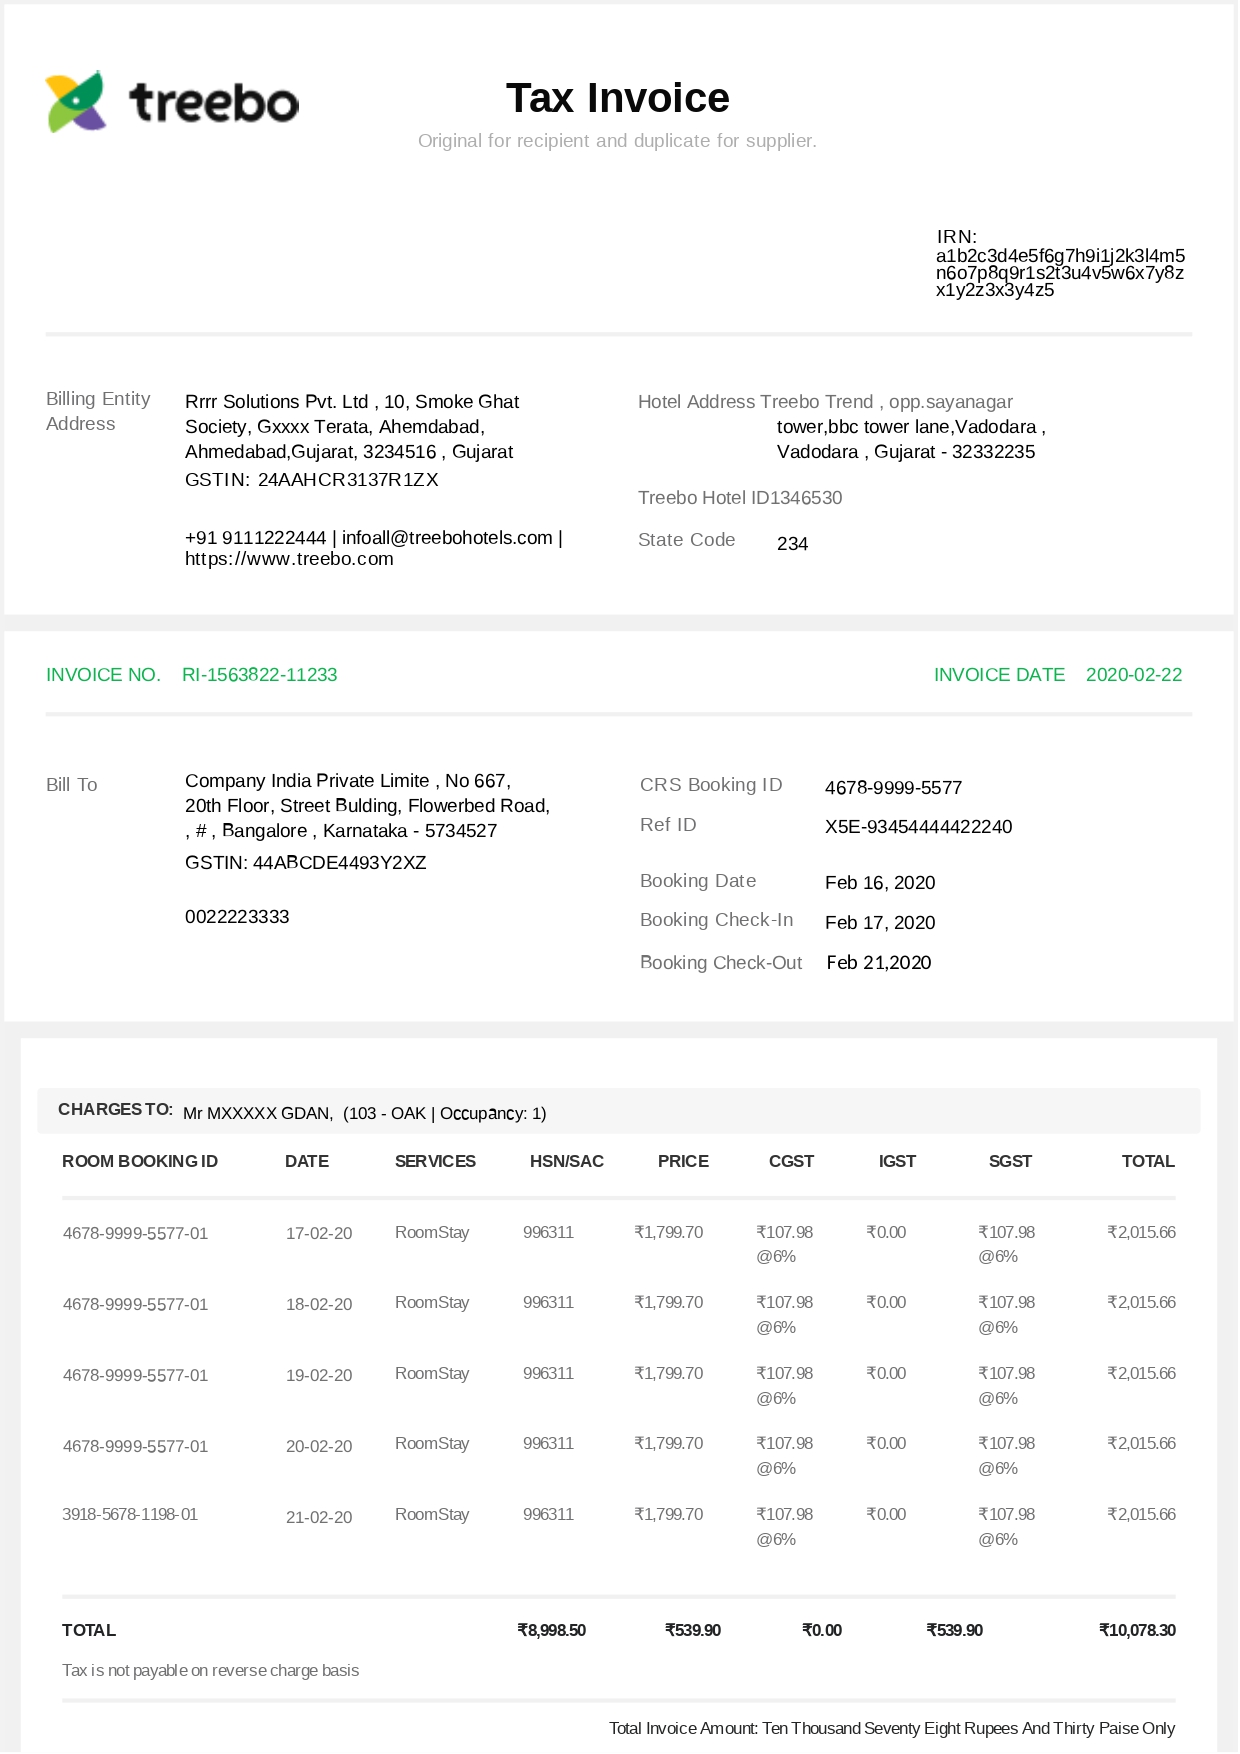 treebo
Tax Invoice
Original for recipient and duplicate for supplier.
IRN:
a1b2c3d4e5f6g7h9i1j2k3l4m5
n6o7p8q9r1s2t3u4v5w6x7y8z
x1y2z3x3y4z5
Billing Entity
Address
Rrrr Solutions Pvt. Ltd , 10, Smoke Ghat
Society, Gxxxx Terata, Ahemdabad,
Ahmedabad,Gujarat, 3234516 , Gujarat
GSTIN: 24AAHCR3137R1ZX
+91 9111222444 | infoall@treebohotels.com |
https://www.treebo.com
Hotel Address Treebo Trend , opp.sayanagar
tower,bbc tower lane,Vadodara ,
Vadodara , Gujarat - 32332235
Treebo Hotel ID1346530
State Code 234
INVOICE NO. RI-1563822-11233 INVOICE DATE 2020-02-22
Bill To
Company India Private Limite , No 667,
20th Floor, Street Bulding, Flowerbed Road,
, # , Bangalore , Karnataka - 5734527
GSTIN: 44ABCDE4493Y2XZ
0022223333
CRS Booking ID 4678-9999-5577
Ref ID X5E-93454444422240
Booking Date Feb 16, 2020
Booking Check-In Feb 17, 2020
Booking Check-Out Feb 21,2020
CHARGES TO: Mr MXXXXX GDAN, (103 - OAK | Occupancy: 1)
ROOM BOOKING ID DATE SERVICES HSN/SAC PRICE CGST IGST SGST TOTAL
4678-9999-5577-01 17-02-20 RoomStay 996311 ₹1,799.70 ₹107.98 ₹0.00 ₹107.98 ₹2,015.66
@6% @6%
4678-9999-5577-01 18-02-20 RoomStay 996311 ₹1,799.70 ₹107.98 ₹0.00 ₹107.98 ₹2,015.66
@6% @6%
4678-9999-5577-01 19-02-20 RoomStay 996311 ₹1,799.70 ₹107.98 ₹0.00 ₹107.98 ₹2,015.66
@6% @6%
4678-9999-5577-01 20-02-20 RoomStay 996311 ₹1,799.70 ₹107.98 ₹0.00 ₹107.98 ₹2,015.66
@6% @6%
3918-5678-1198-01 21-02-20 RoomStay 996311 ₹1,799.70 ₹107.98 ₹0.00 ₹107.98 ₹2,015.66
@6% @6%
TOTAL ₹8,998.50 ₹539.90 ₹0.00 ₹539.90 ₹10,078.30
Tax is not payable on reverse charge basis
Total Invoice Amount: Ten Thousand Seventy Eight Rupees And Thirty Paise Only